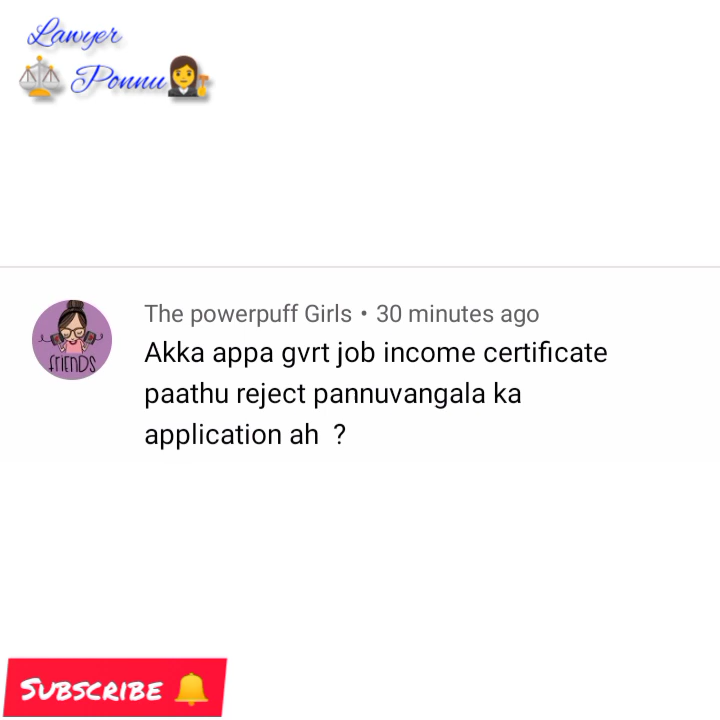 Lawyer
Ponnu
The powerpuff Girls • 30 minutes ago
FRIENDS
Akka appa gvrt job income certificate
paathu reject pannuvangala ka
application ah ?
SUBSCRIBE